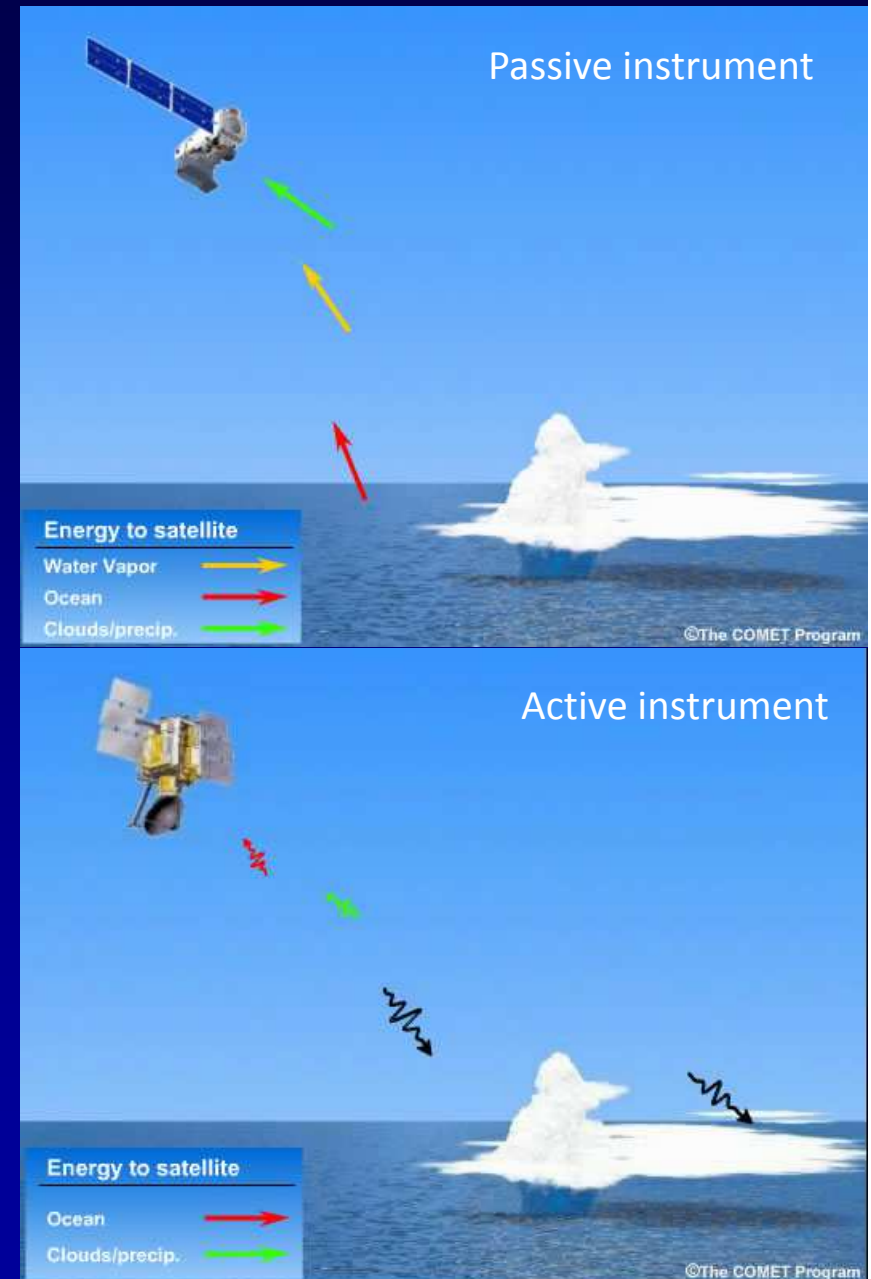 Passive instrument
Energy to satellite
Water Vapor
Ocean
Clouds/precip.
©The COMET Program
Active instrument
Energy to satellite
Ocean
Clouds/precip.
©The COMET Program